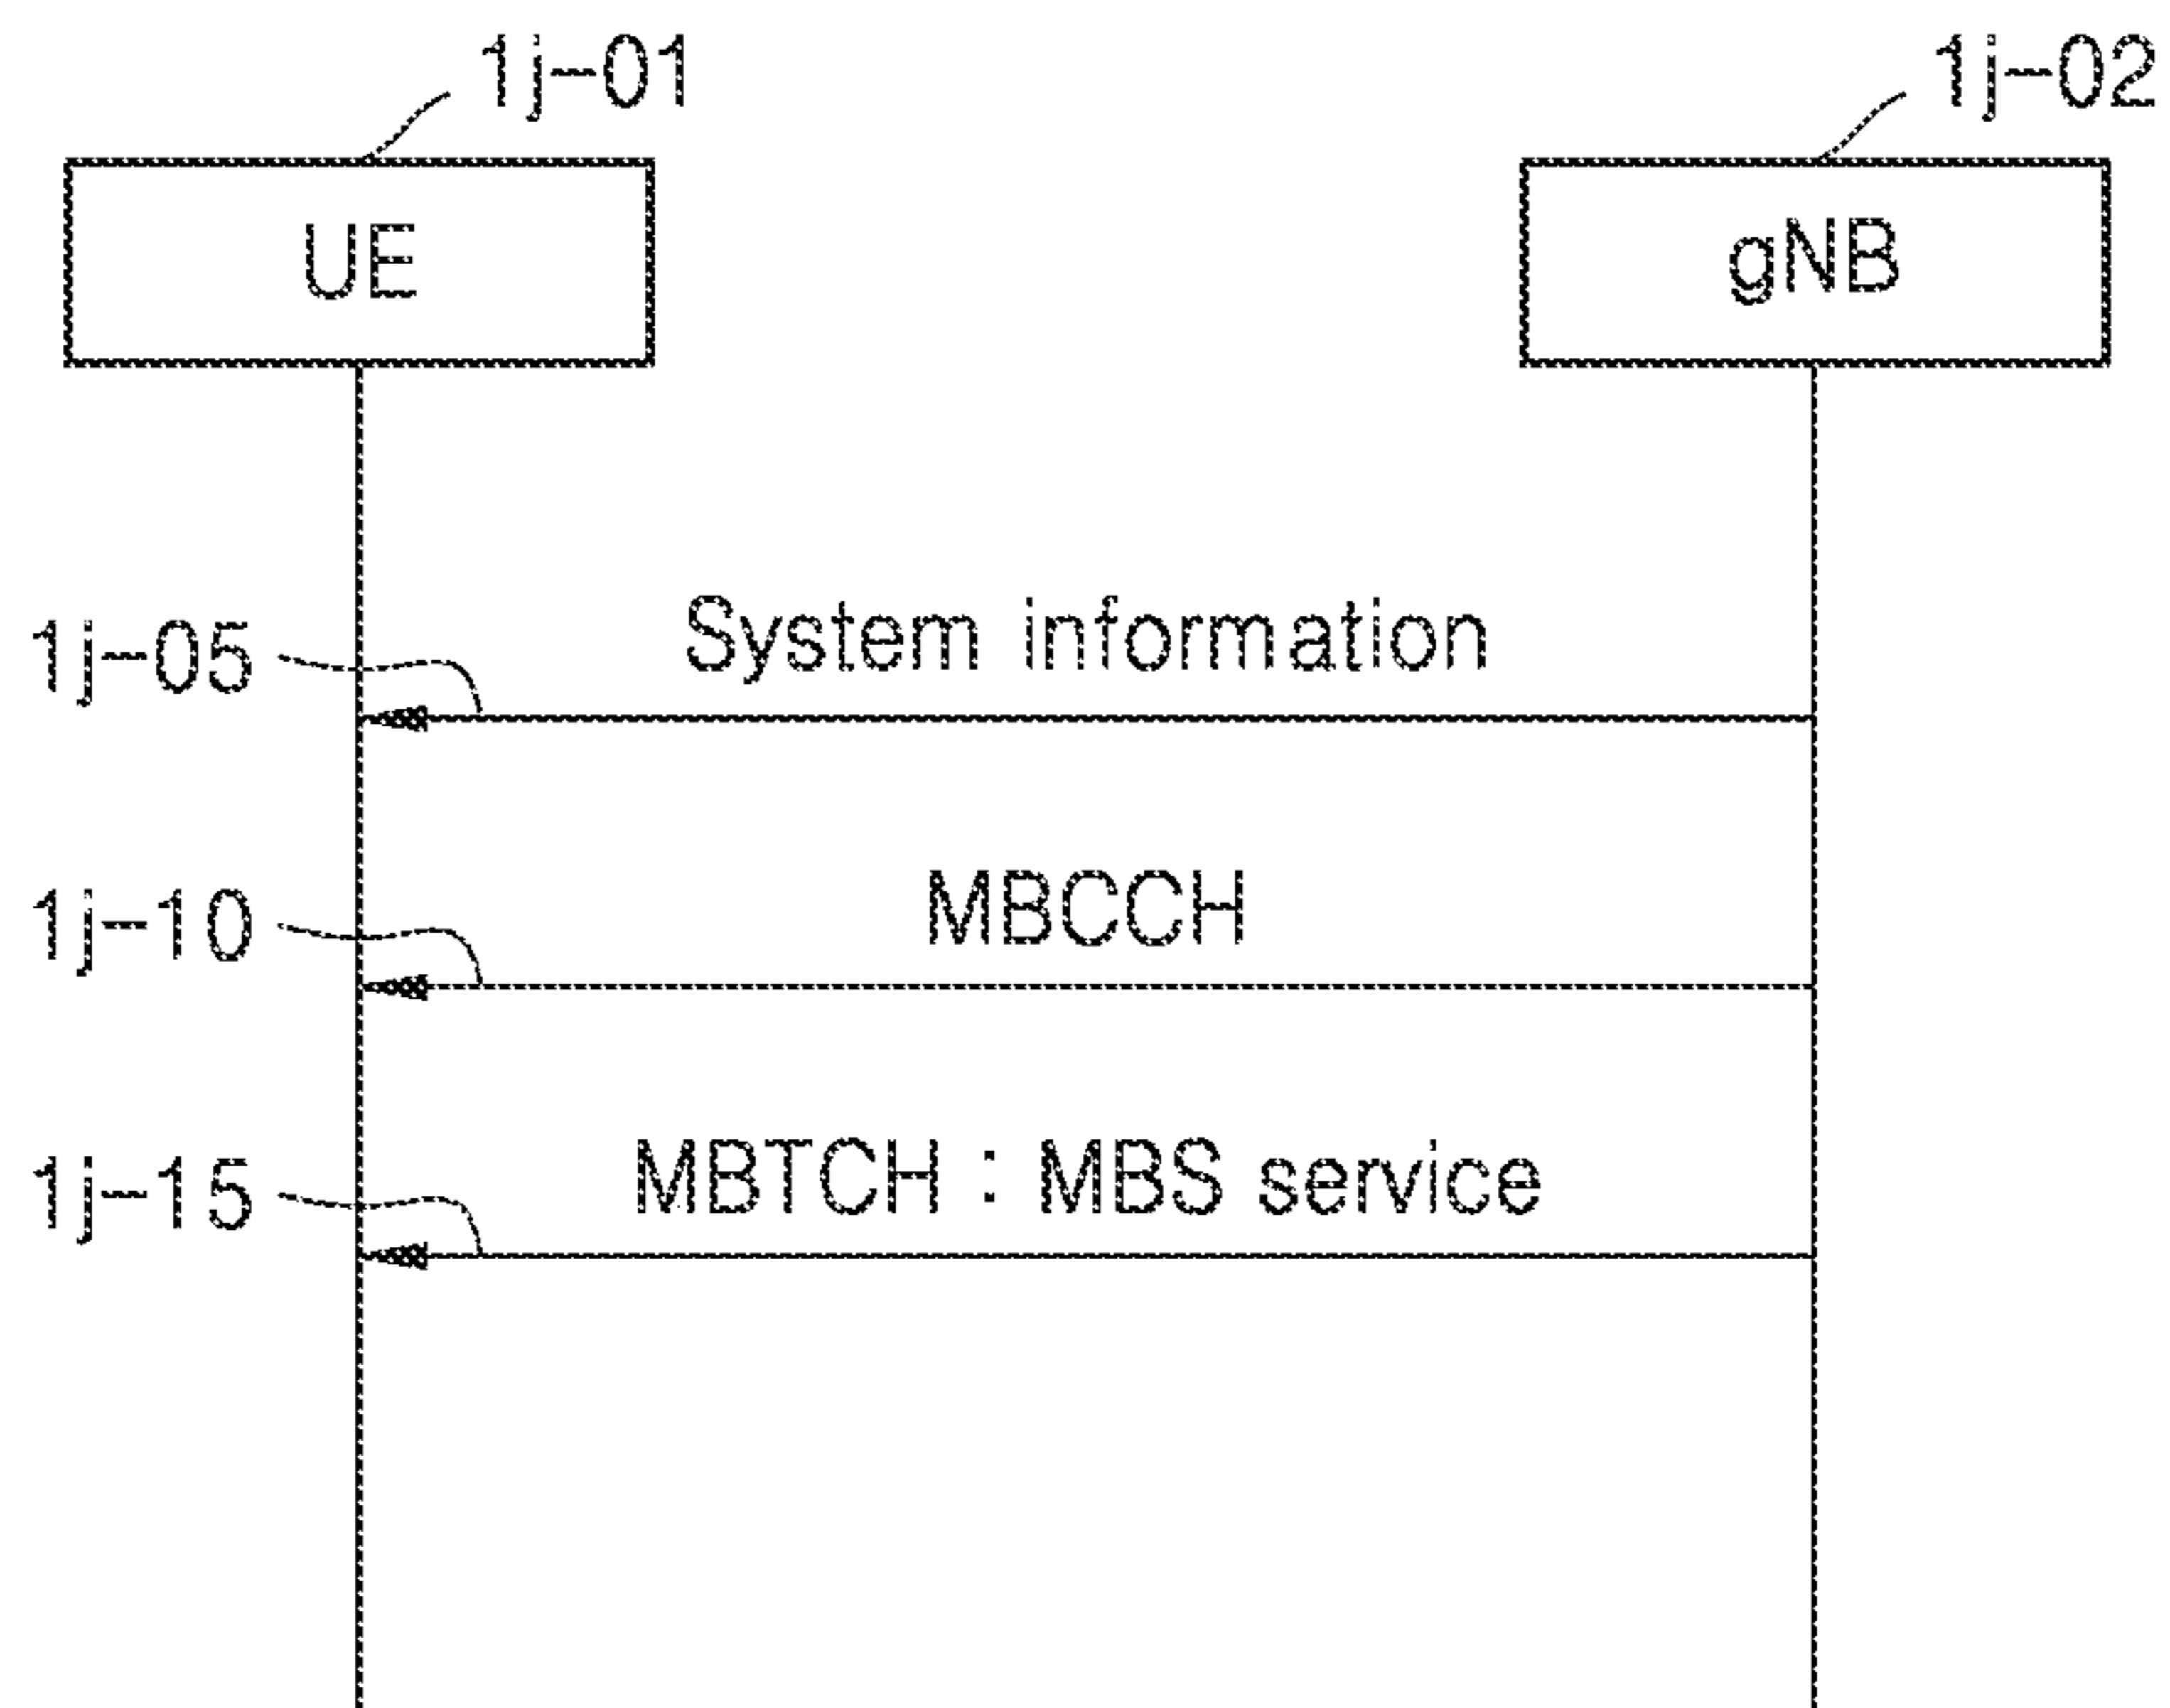 1j-01
1j-02
UE
gNB
System information
1j-05
MBCCH
1j-10
MBTCH : MBS service
1j-15